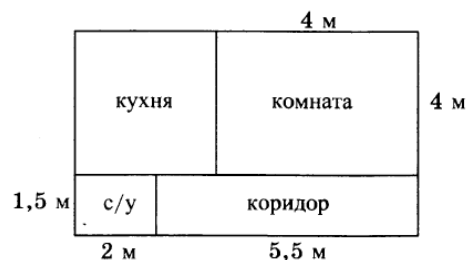 4 м
кухня
комната
4 м
1,5 м
с/у
коридор
2 м
5,5 м